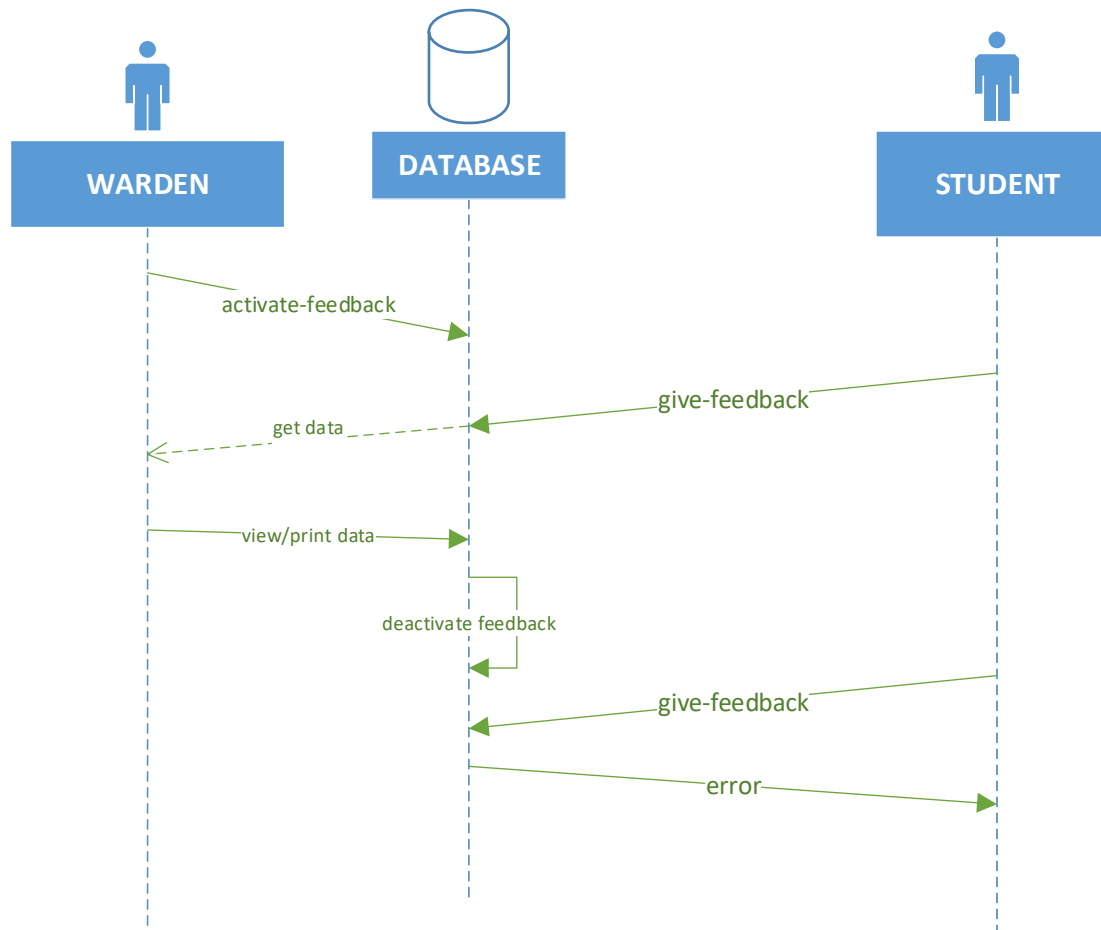 WARDEN
DATABASE
STUDENT
activate-feedback
give-feedback
get data
view/print data
deactivate feedback
give-feedback
error